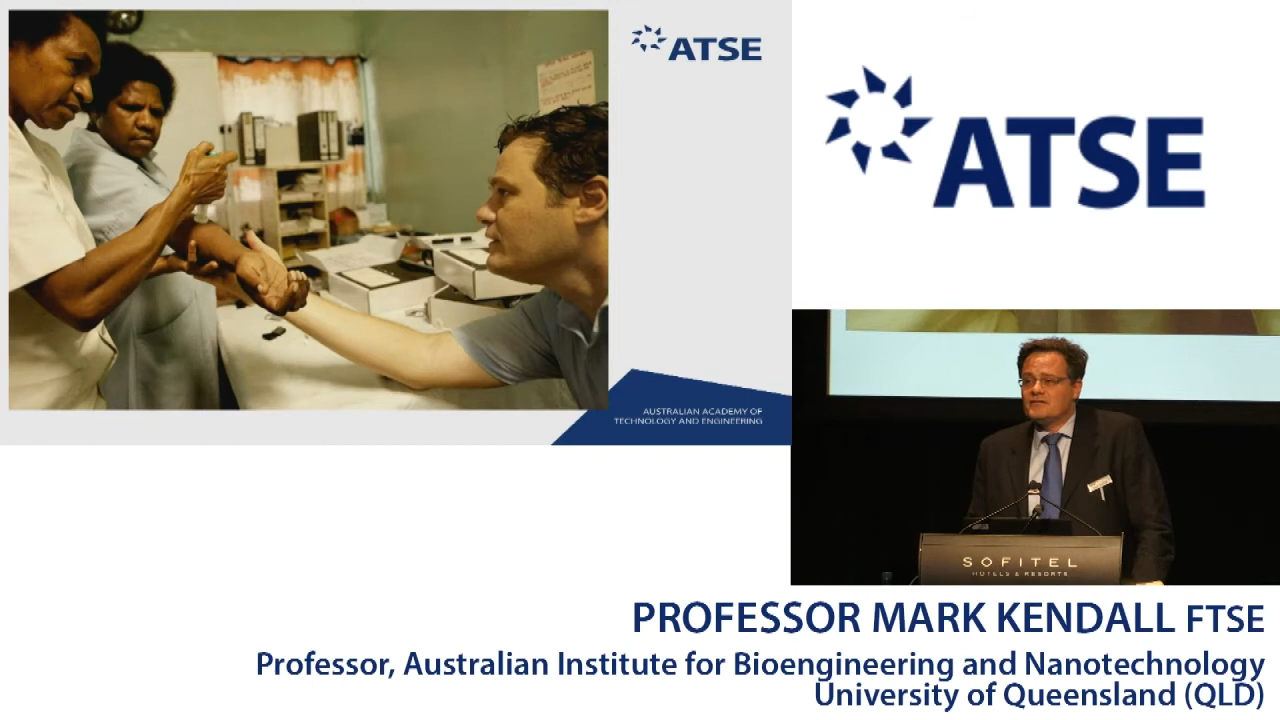 ATSE
ATSE
AUSTRALIAN ACADEMY OF
TECHNOLOGY AND ENGINEERING
SOFITEL
HOTELS & RESORTS
PROFESSOR MARK KENDALL FTSE
Professor, Australian Institute for Bioengineering and Nanotechnology
University of Queensland (QLD)